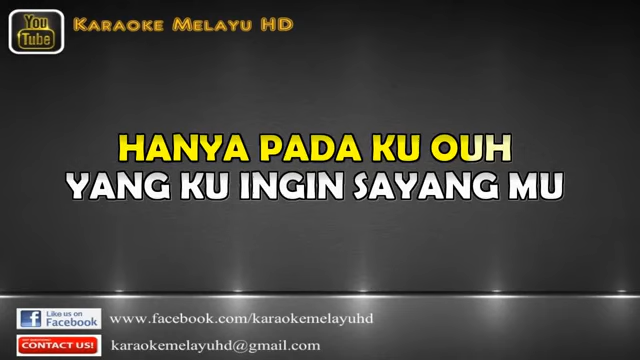 You
Tube
KARAOKE MELAYU HD
HANYA PADA KU OUH
YANG KU INGIN SAYANG MU
Like us on
Facebook
www.facebook.com/karaokemelayuhd
CONTACT US!
karaokemelayuhd@gmail.com